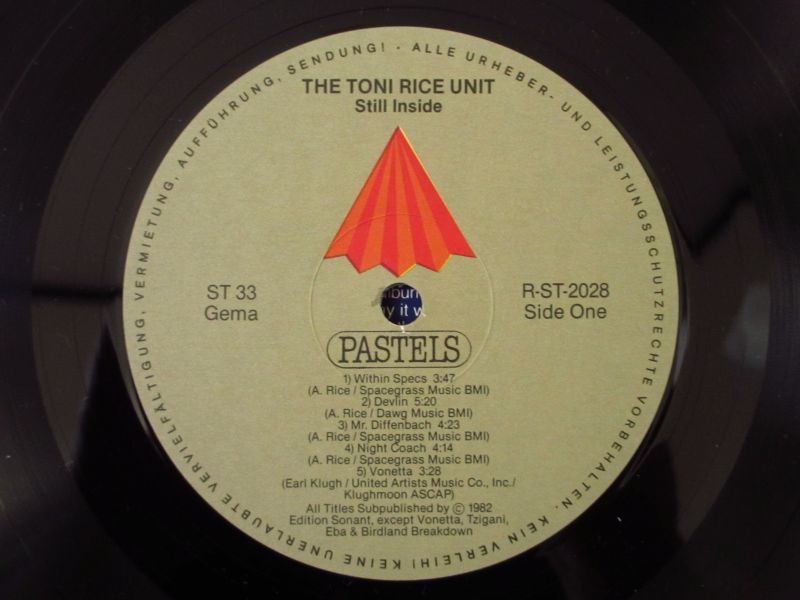 ALLE URHEBER- UND LEISTUNGSSCHUTZRECHTE VORBEHALTEN. KEIN VERLEIH! KEINE UNERLAUBTE VERVIELFÄLTIGUNG, VERMIETUNG, AUFFÜHRUNG, SENDUNG! ·
THE TONI RICE UNIT
Still Inside
ST 33
Gema
R-ST-2028
Side One
PASTELS
1) Within Specs 3:47
(A. Rice / Spacegrass Music BMI)
2) Devlin 5:20
(A. Rice / Dawg Music BMI)
3) Mr. Diffenbach 4:23
(A. Rice / Spacegrass Music BMI)
4) Night Coach 4:14
(A. Rice / Spacegrass Music BMI)
5) Vonetta 3:28
(Earl Klugh / United Artists Music Co., Inc./
Klughmoon ASCAP)
All Titles Subpublished by © 1982
Edition Sonant, except Vonetta, Tzigani,
Eba & Birdland Breakdown